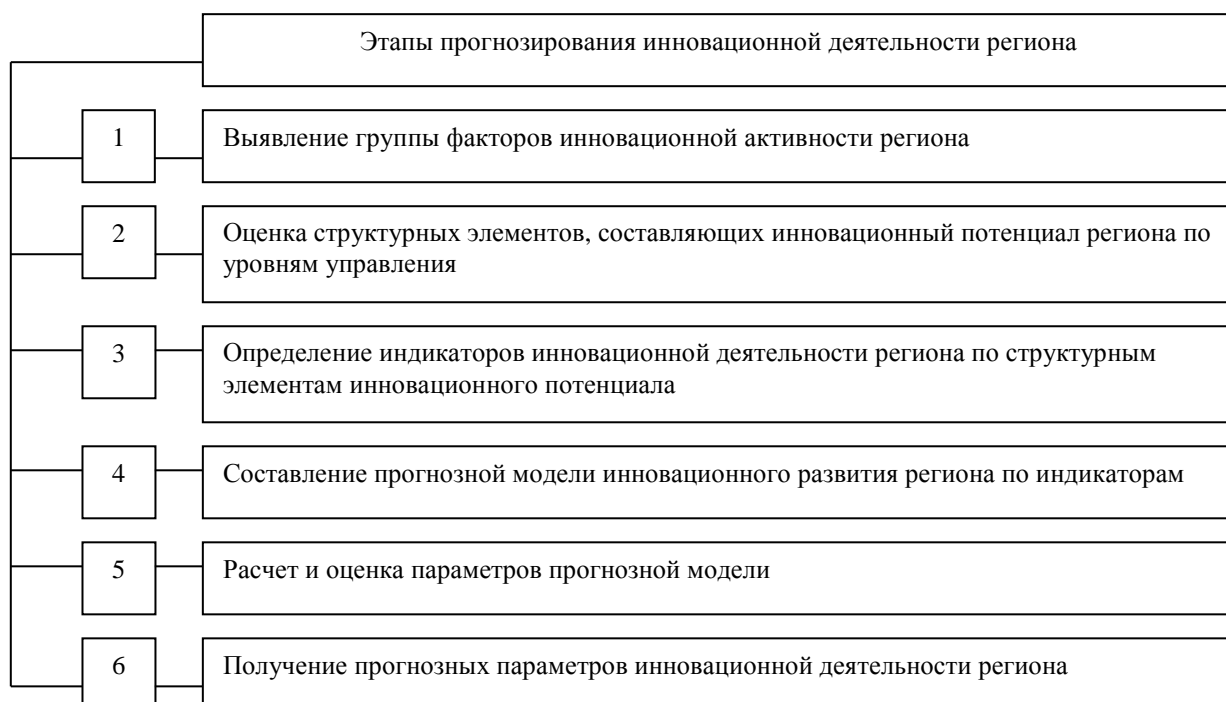 Этапы прогнозирования инновационной деятельности региона
1
Выявление группы факторов инновационной активности региона
2
Оценка структурных элементов, составляющих инновационный потенциал региона по
уровням управления
3
Определение индикаторов инновационной деятельности региона по структурным
элементам инновационного потенциала
4
Составление прогнозной модели инновационного развития региона по индикаторам
5
Расчет и оценка параметров прогнозной модели
6
Получение прогнозных параметров инновационной деятельности региона